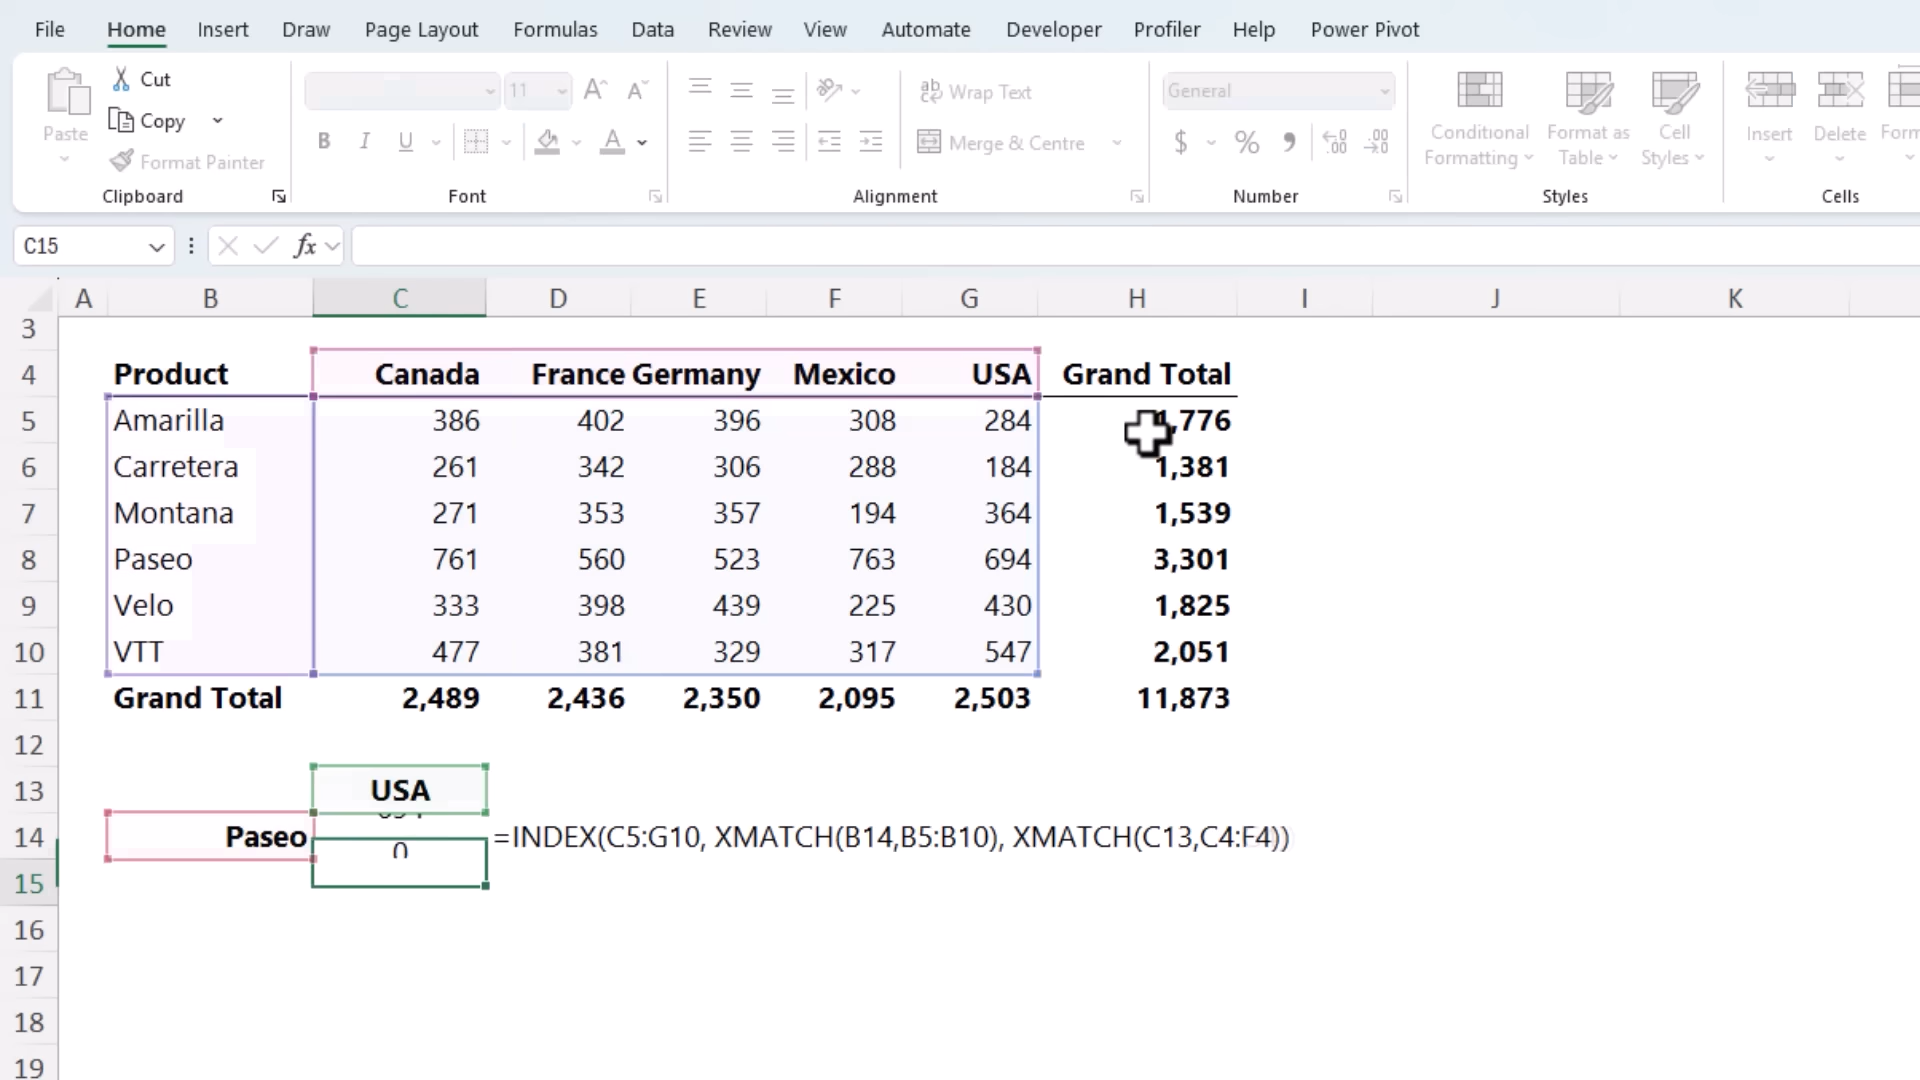 File Home Insert Draw Page Layout Formulas Data Review View Automate Developer Profiler Help Power Pivot
Paste Cut Copy Format Painter
11
B I U A
Wrap Text
Merge & Centre
General
$ % ,
Conditional Formatting Format as Table Cell Styles
Insert Delete
Clipboard Font Alignment Number Styles Cells
C15 fx
A B C D E F G H I J K
3
4 Product Canada France Germany Mexico USA Grand Total
5 Amarilla 386 402 396 308 284 ,776
6 Carretera 261 342 306 288 184 1,381
7 Montana 271 353 357 194 364 1,539
8 Paseo 761 560 523 763 694 3,301
9 Velo 333 398 439 225 430 1,825
10 VTT 477 381 329 317 547 2,051
11 Grand Total 2,489 2,436 2,350 2,095 2,503 11,873
12
13 USA
14 Paseo =INDEX(C5:G10, XMATCH(B14,B5:B10), XMATCH(C13,C4:F4))
15
16
17
18
19